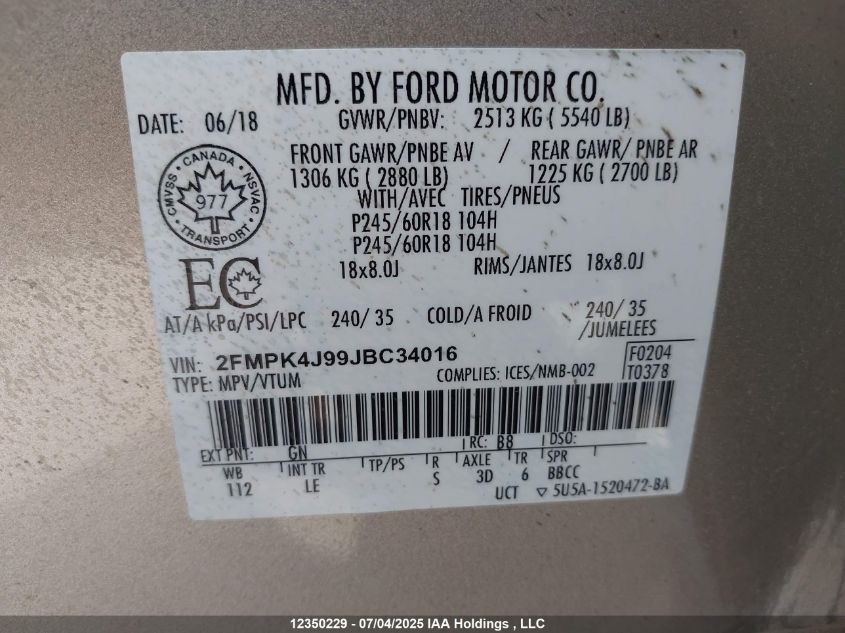 MFD. BY FORD MOTOR CO.
DATE: 06/18 GVWR/PNBV: 2513 KG ( 5540 LB)
FRONT GAWR/PNBE AV / REAR GAWR/ PNBE AR
1306 KG ( 2880 LB) 1225 KG ( 2700 LB)
WITH/AVEC TIRES/PNEUS
P245/60R18 104H
P245/60R18 104H
18x8.0J RIMS/JANTES 18x8.0J
CMVSS · CANADA · NSVAC
977
TRANSPORT
EC
AT/A kPa/PSI/LPC 240/ 35 COLD/A FROID 240/ 35
/JUMELEES
VIN: 2FMPK4J99JBC34016
TYPE: MPV/VTUM COMPLIES: ICES/NMB-002
F0204
T0378
EXT PNT: GN RC: B8 DSO:
WB INT TR TP/PS R AXLE TR SPR
112 LE S 3D 6 BBCC
UCT ▽ 5U5A-1520472-BA
12350229 - 07/04/2025 IAA Holdings , LLC